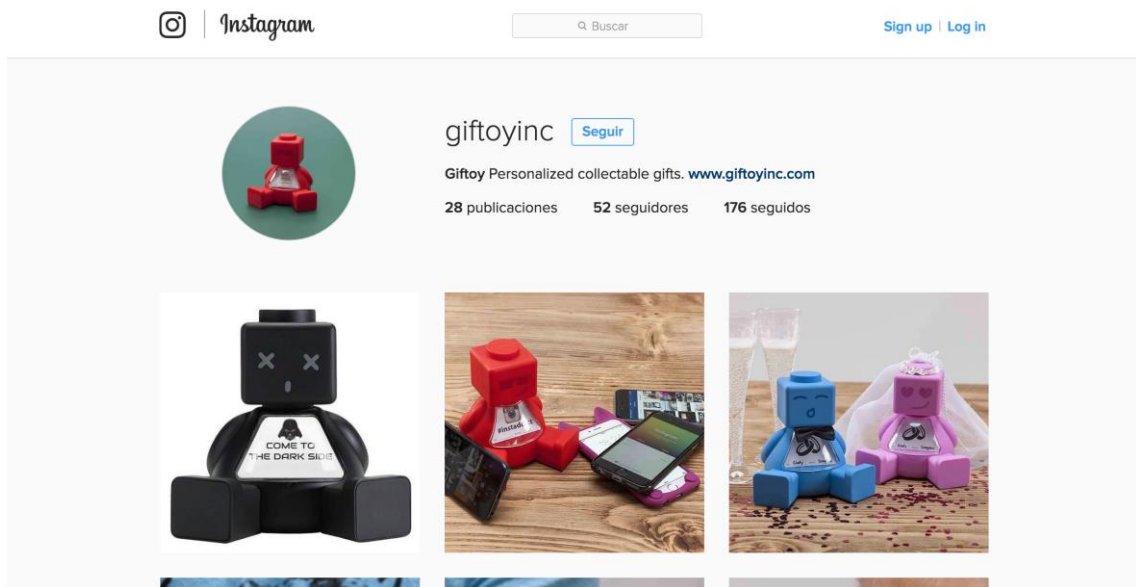 Instagram
Buscar
Sign up | Log in
giftoyinc Seguir
Giftoy Personalized collectable gifts. www.giftoyinc.com
28 publicaciones 52 seguidores 176 seguidos
COME TO
THE DARK SIDE